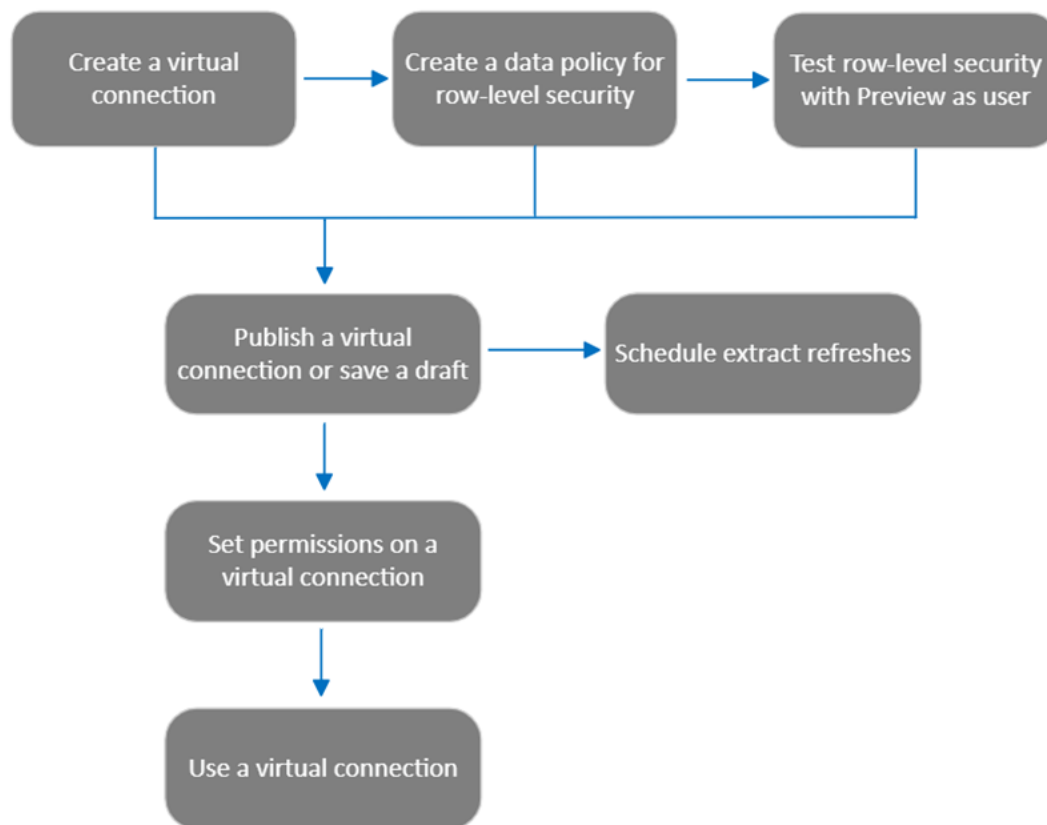 Create a virtual
connection
Create a data policy for
row-level security
Test row-level security
with Preview as user
Publish a virtual
connection or save a draft
Schedule extract refreshes
Set permissions on a
virtual connection
Use a virtual connection